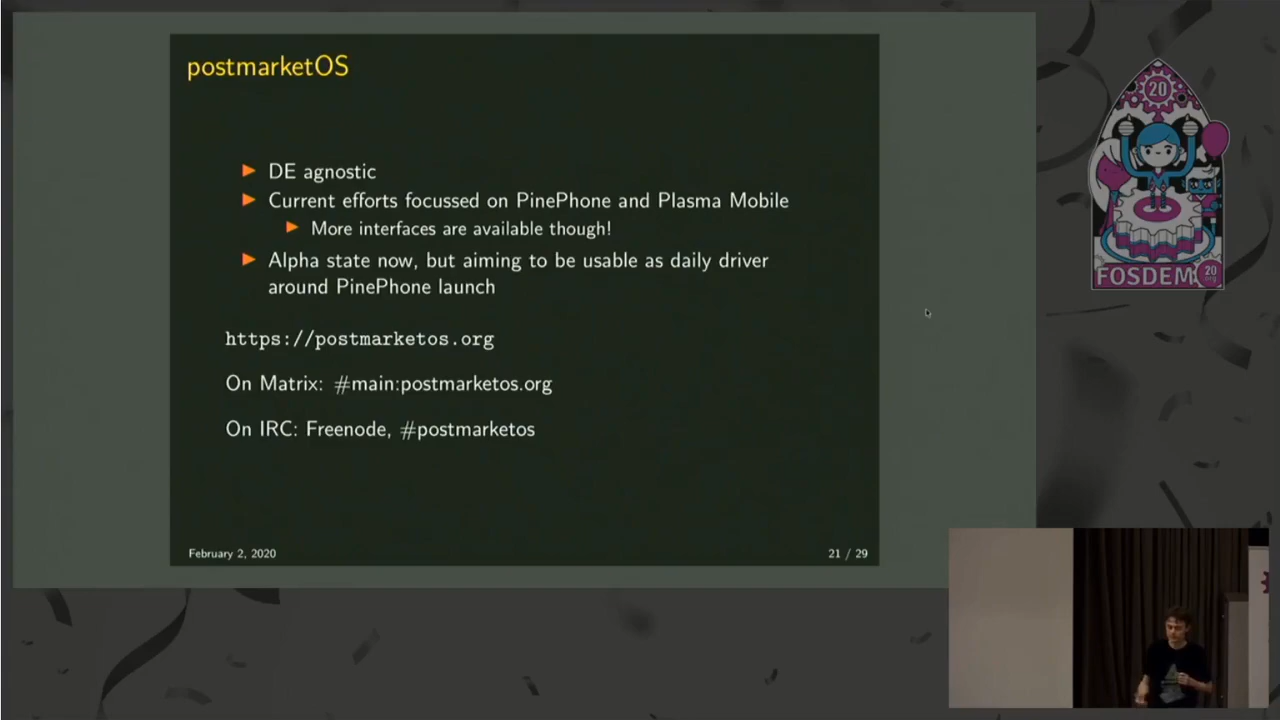 postmarketOS
DE agnostic
Current efforts focussed on PinePhone and Plasma Mobile
More interfaces are available though!
Alpha state now, but aiming to be usable as daily driver
around PinePhone launch
https://postmarketos.org
On Matrix: #main:postmarketos.org
On IRC: Freenode, #postmarketos
February 2, 2020
21 / 29
20
FOSDEM
20
.org